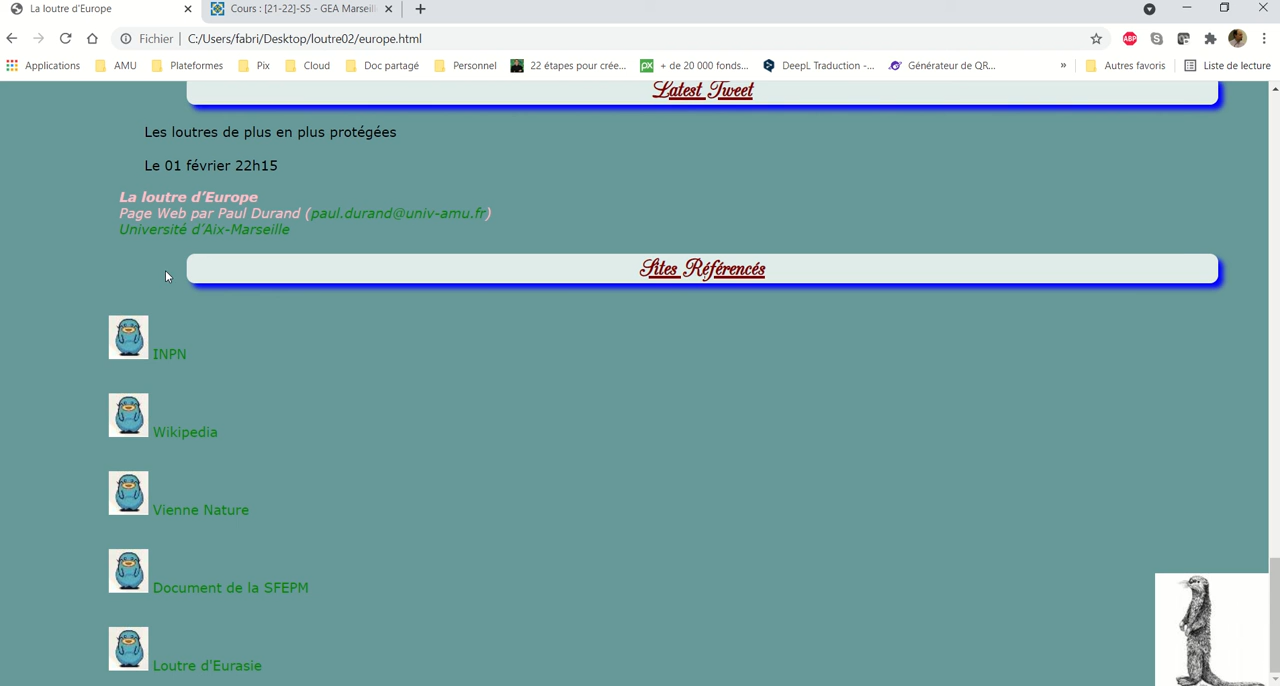 La loutre d'Europe
Cours : [21-22]-S5 - GEA Marseill
Fichier | C:/Users/fabri/Desktop/loutre02/europe.html
ABP
Applications AMU Plateformes Pix Cloud Doc partagé Personnel 22 étapes pour crée... px + de 20 000 fonds... DeepL Traduction -... Générateur de QR... » Autres favoris Liste de lecture
Latest Tweet
Les loutres de plus en plus protégées
Le 01 février 22h15
La loutre d’Europe
Page Web par Paul Durand (paul.durand@univ-amu.fr)
Université d’Aix-Marseille
Sites Référencés
INPN
Wikipedia
Vienne Nature
Document de la SFEPM
Loutre d'Eurasie